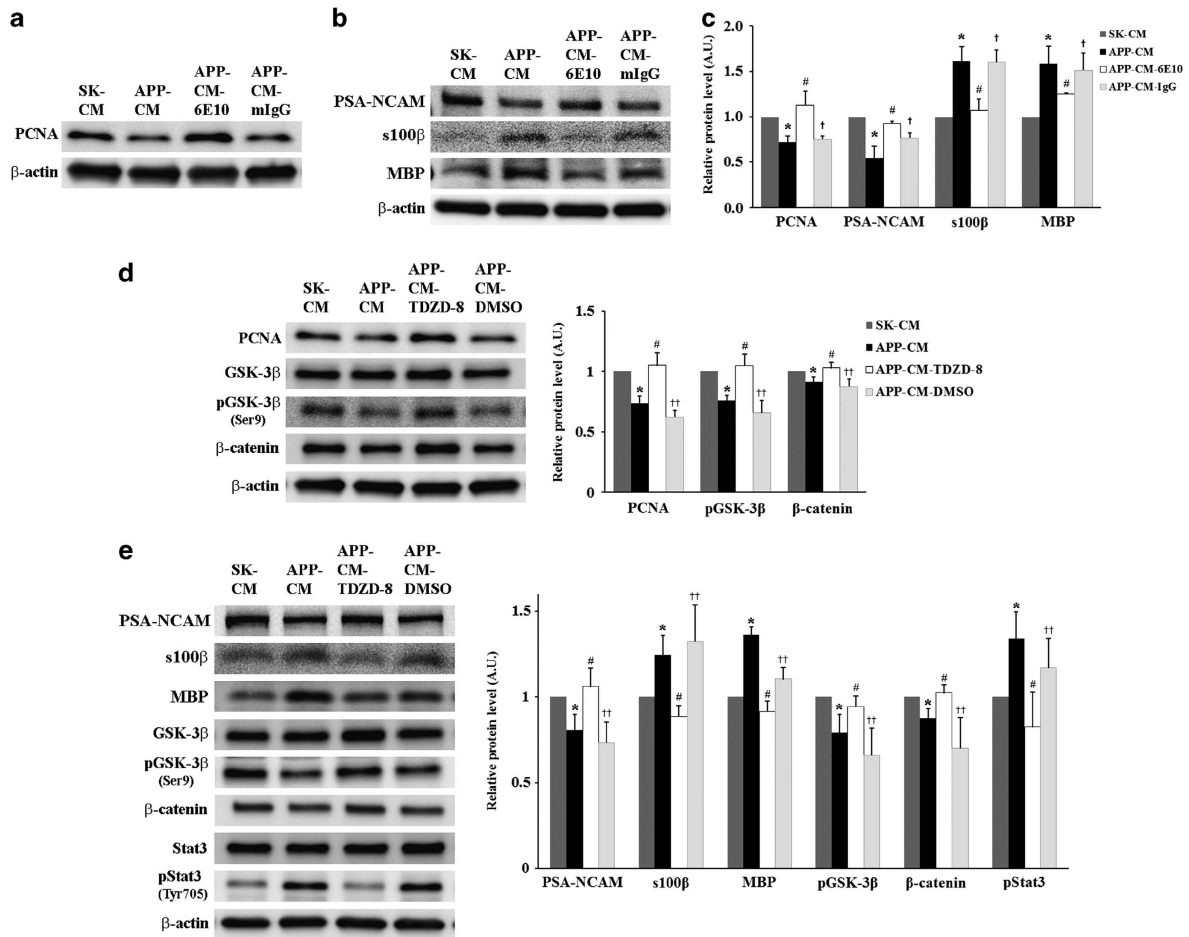 a
SK-
CM
APP-
CM
APP-
CM-
6E10
APP-
CM-
mIgG
PCNA
β-actin
b
SK-
CM
APP-
CM
APP-
CM-
6E10
APP-
CM-
mIgG
PSA-NCAM
s100β
MBP
β-actin
c
Relative protein level (A.U.)
2.0
1.5
1.0
0.5
0.0
* # †
* # †
* # †
* # †
PCNA PSA-NCAM s100β MBP
SK-CM
APP-CM
APP-CM-6E10
APP-CM-IgG
d
SK-
CM
APP-
CM
APP-
CM-
TDZD-8
APP-
CM-
DMSO
PCNA
GSK-3β
pGSK-3β
(Ser9)
β-catenin
β-actin
Relative protein level (A.U.)
1.5
1
0.5
0
* # ††
* # ††
* # ††
PCNA pGSK-3β β-catenin
SK-CM
APP-CM
APP-CM-TDZD-8
APP-CM-DMSO
e
SK-
CM
APP-
CM
APP-
CM-
TDZD-8
APP-
CM-
DMSO
PSA-NCAM
s100β
MBP
GSK-3β
pGSK-3β
(Ser9)
β-catenin
Stat3
pStat3
(Tyr705)
β-actin
Relative protein level (A.U.)
1.5
1
0.5
0
* # ††
* # ††
* # ††
* # ††
* # ††
* # ††
PSA-NCAM s100β MBP pGSK-3β β-catenin pStat3